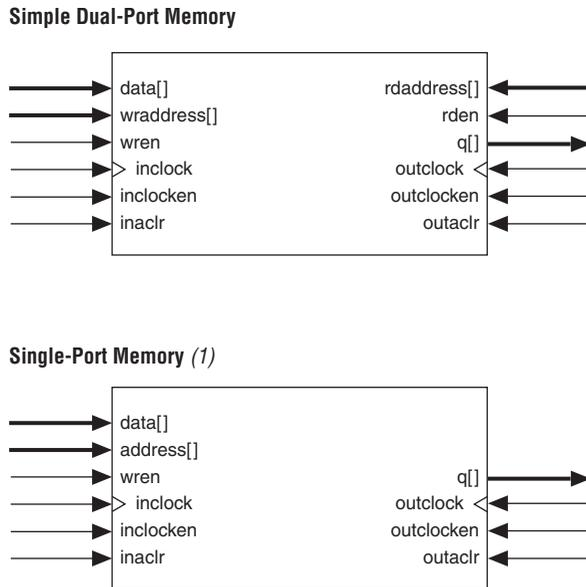 Simple Dual-Port Memory
data[] rdaddress[]
wraddress[] rden
wren q[]
inclock outclock
inclocken outclocken
inaclr outaclr
Single-Port Memory (1)
data[]
address[]
wren q[]
inclock outclock
inclocken outclocken
inaclr outaclr